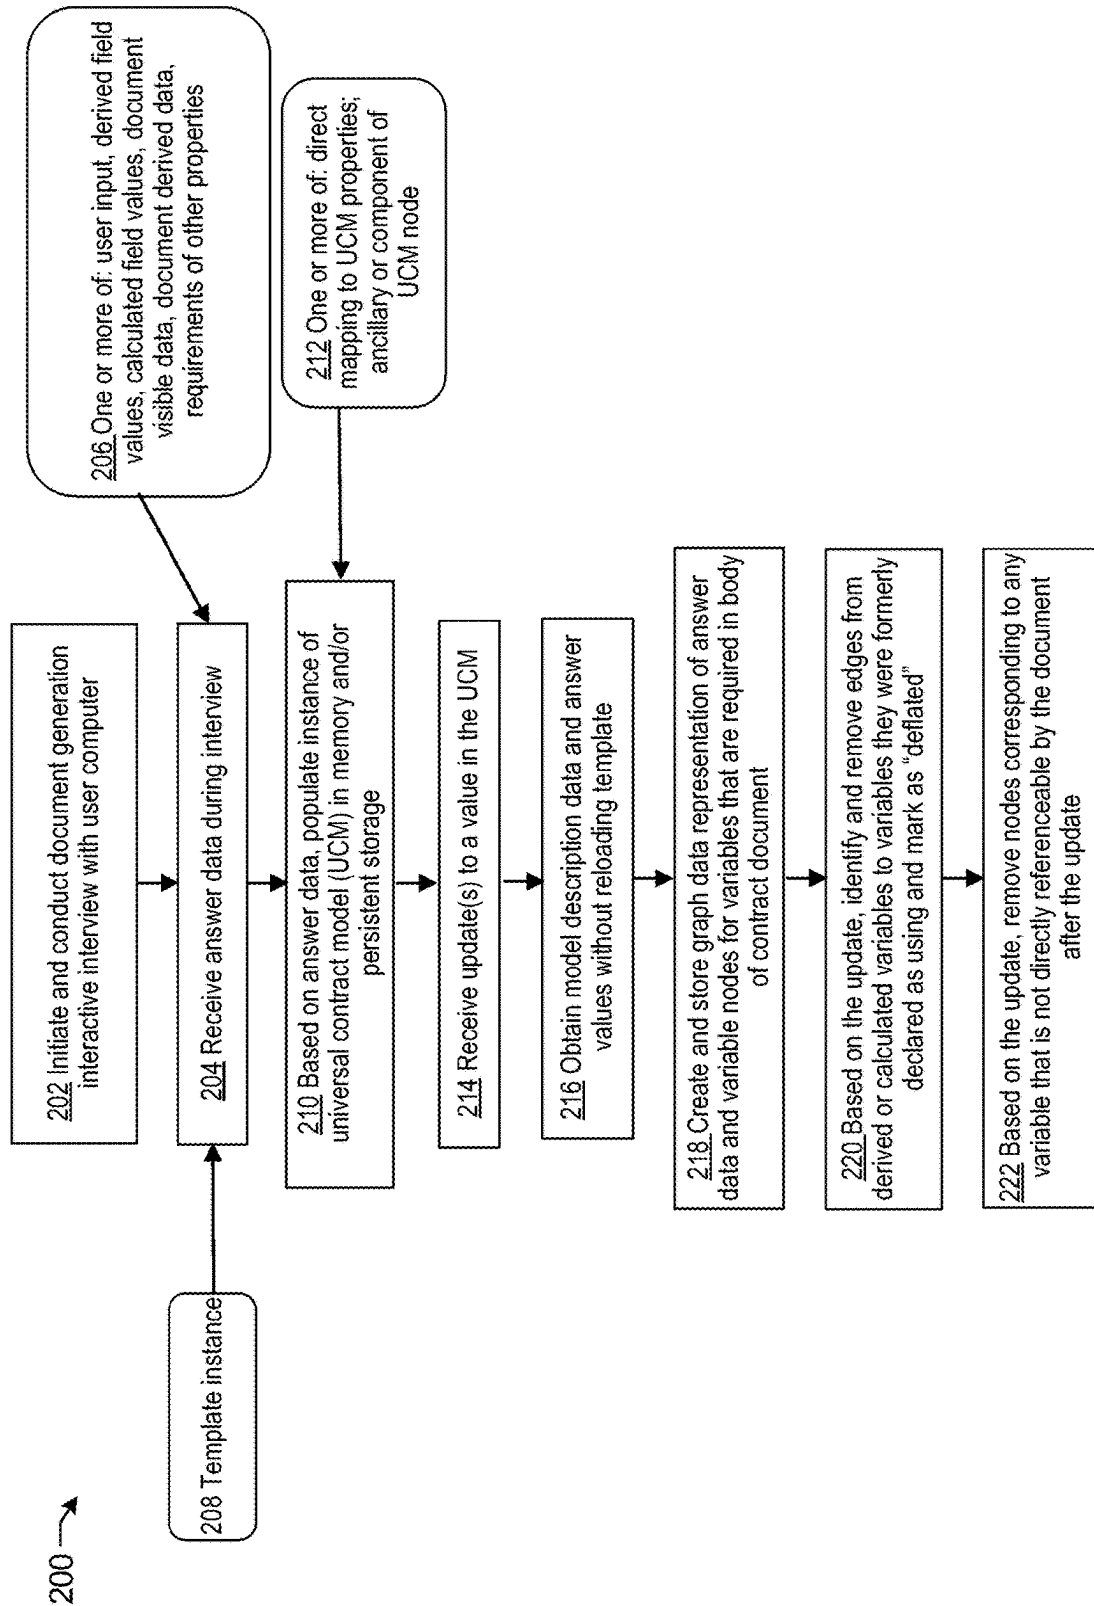 200
202 Initiate and conduct document generation
interactive interview with user computer
204 Receive answer data during interview
206 One or more of: user input, derived field
values, calculated field values, document
visible data, document derived data,
requirements of other properties
208 Template instance
210 Based on answer data, populate instance of
universal contract model (UCM) in memory and/or
persistent storage
212 One or more of: direct
mapping to UCM properties;
ancillary or component of
UCM node
214 Receive update(s) to a value in the UCM
216 Obtain model description data and answer
values without reloading template
218 Create and store graph data representation of answer
data and variable nodes for variables that are required in body
of contract document
220 Based on the update, identify and remove edges from
derived or calculated variables to variables they were formerly
declared as using and mark as “deflated”
222 Based on the update, remove nodes corresponding to any
variable that is not directly referenceable by the document
after the update